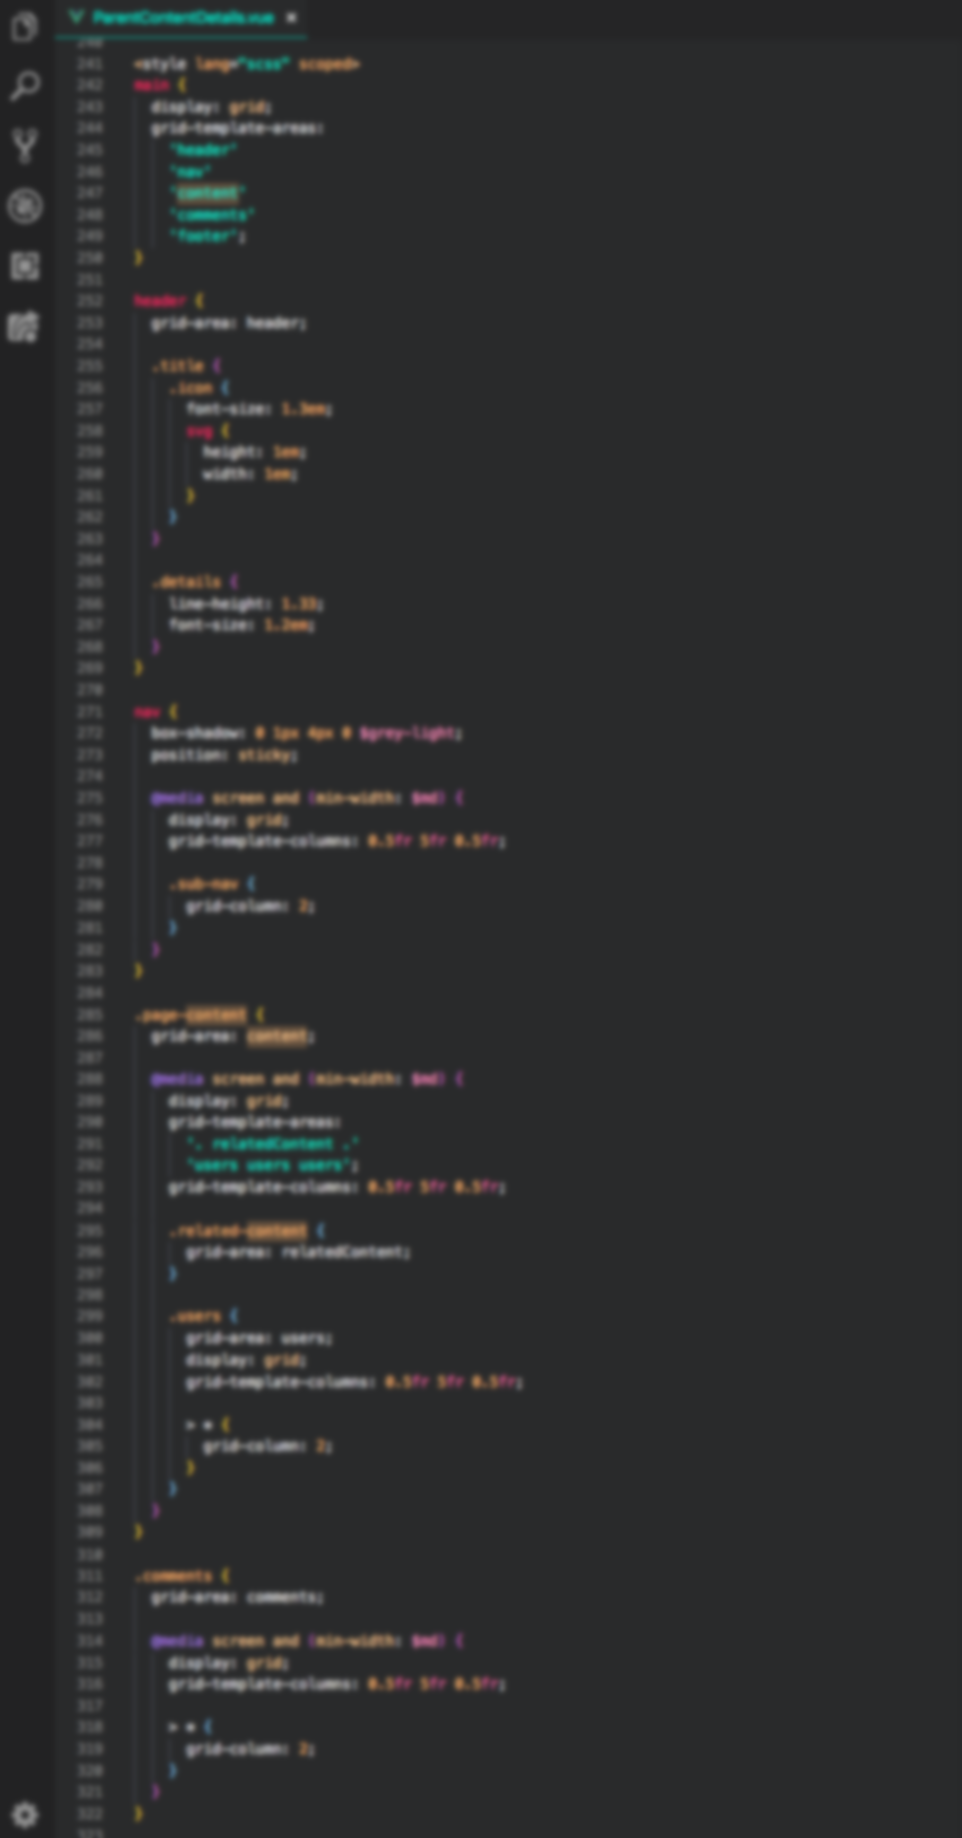 ParentContentDetails.vue ×
240
241 <style lang="scss" scoped>
242 main {
243 display: grid;
244 grid-template-areas:
245 'header'
246 'nav'
247 'content'
248 'comments'
249 'footer';
250 }
251
252 header {
253 grid-area: header;
254
255 .title {
256 .icon {
257 font-size: 1.3em;
258 svg {
259 height: 1em;
260 width: 1em;
261 }
262 }
263 }
264
265 .details {
266 line-height: 1.33;
267 font-size: 1.2em;
268 }
269 }
270
271 nav {
272 box-shadow: 0 1px 4px 0 $grey-light;
273 position: sticky;
274
275 @media screen and (min-width: $md) {
276 display: grid;
277 grid-template-columns: 0.5fr 5fr 0.5fr;
278
279 .sub-nav {
280 grid-column: 2;
281 }
282 }
283 }
284
285 .page-content {
286 grid-area: content;
287
288 @media screen and (min-width: $md) {
289 display: grid;
290 grid-template-areas:
291 '. relatedContent .'
292 'users users users';
293 grid-template-columns: 0.5fr 5fr 0.5fr;
294
295 .related-content {
296 grid-area: relatedContent;
297 }
298
299 .users {
300 grid-area: users;
301 display: grid;
302 grid-template-columns: 0.5fr 5fr 0.5fr;
303
304 > * {
305 grid-column: 2;
306 }
307 }
308 }
309 }
310
311 .comments {
312 grid-area: comments;
313
314 @media screen and (min-width: $md) {
315 display: grid;
316 grid-template-columns: 0.5fr 5fr 0.5fr;
317
318 > * {
319 grid-column: 2;
320 }
321 }
322 }
323